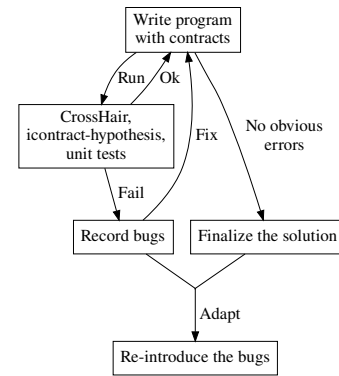 Write program
with contracts
Run
Ok
CrossHair,
icontract-hypothesis,
unit tests
Fix
No obvious
errors
Fail
Record bugs
Finalize the solution
Adapt
Re-introduce the bugs